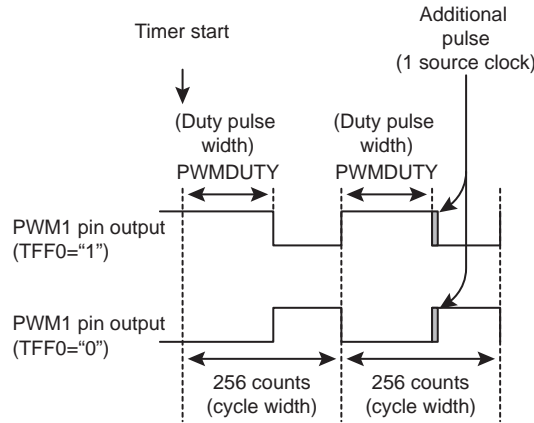 Additional
pulse
(1 source clock)
Timer start
(Duty pulse
width)
PWMDUTY
(Duty pulse
width)
PWMDUTY
PWM1 pin output
(TFF0=“1”)
PWM1 pin output
(TFF0=“0”)
256 counts
(cycle width)
256 counts
(cycle width)